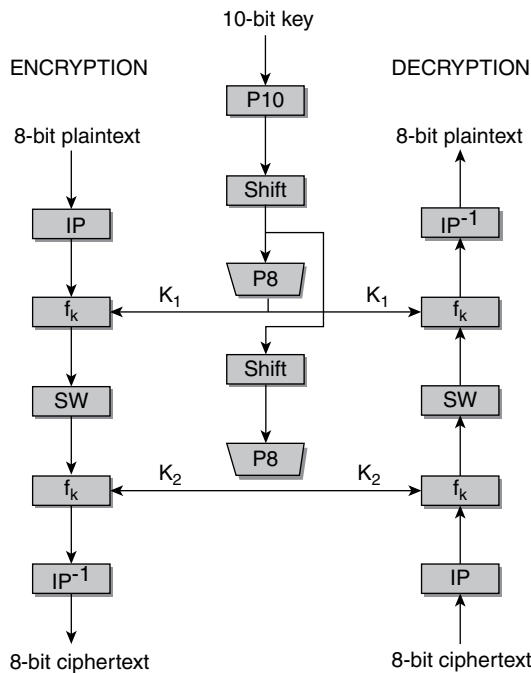 10-bit key
ENCRYPTION
DECRYPTION
P10
8-bit plaintext
8-bit plaintext
Shift
IP
IP-1
P8
K1
K1
fk
fk
Shift
SW
SW
P8
K2
K2
fk
fk
IP-1
IP
8-bit ciphertext
8-bit ciphertext